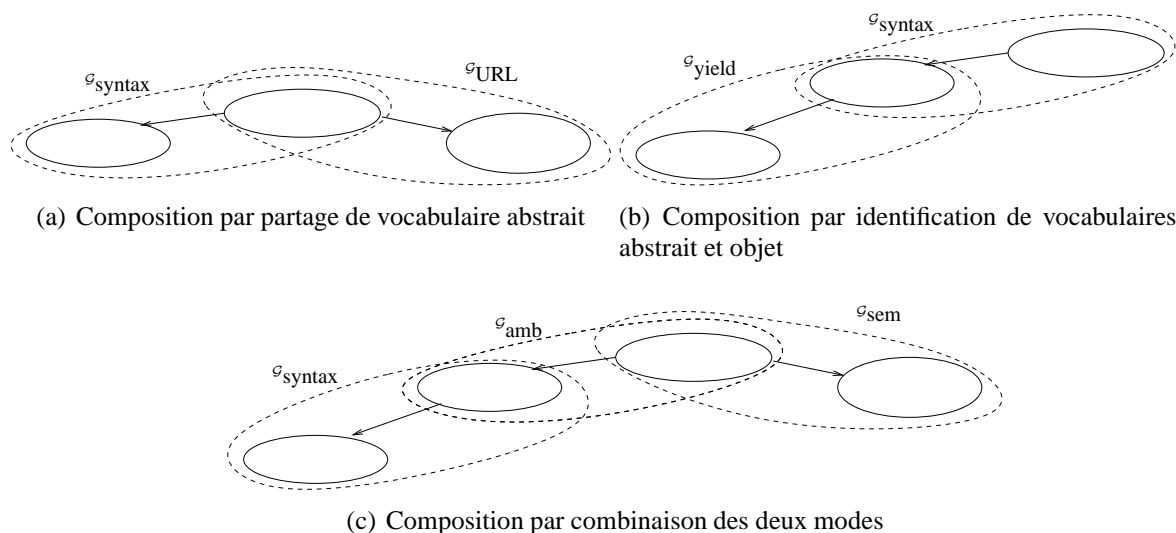 𝒢syntax
𝒢URL
(a) Composition par partage de vocabulaire abstrait
𝒢syntax
𝒢yield
(b) Composition par identification de vocabulaires
abstrait et objet
𝒢amb
𝒢sem
𝒢syntax
(c) Composition par combinaison des deux modes